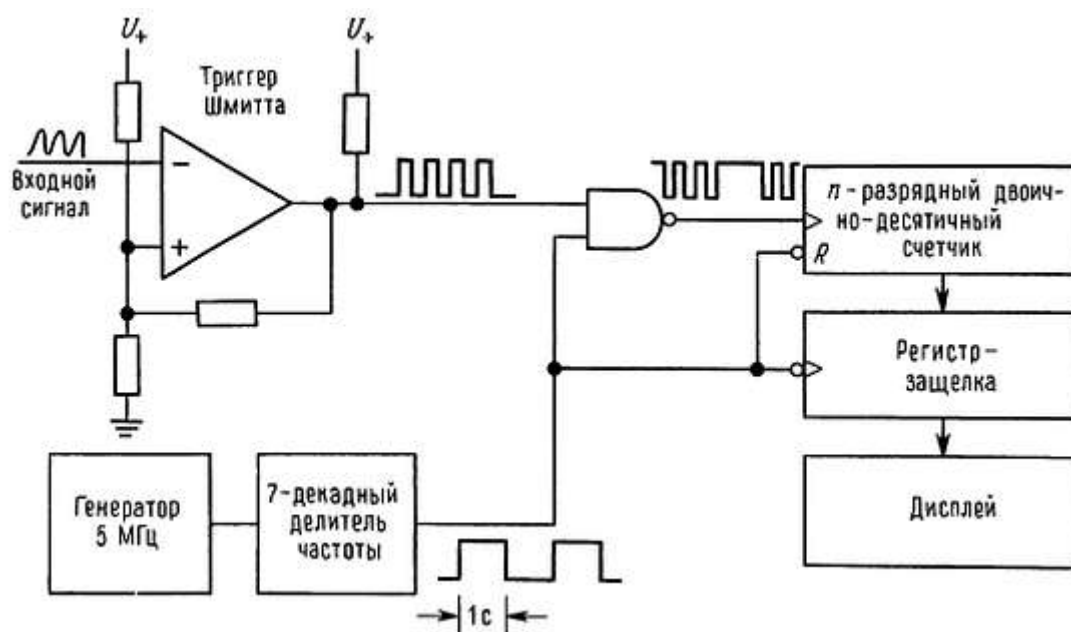 U₊
U₊
Триггер
Шмитта
Входной
сигнал
−
+
n-разрядный двоич-
но-десятичный
счетчик
R
Регистр-
защелка
Генератор
5 МГц
7-декадный
делитель
частоты
Дисплей
1с